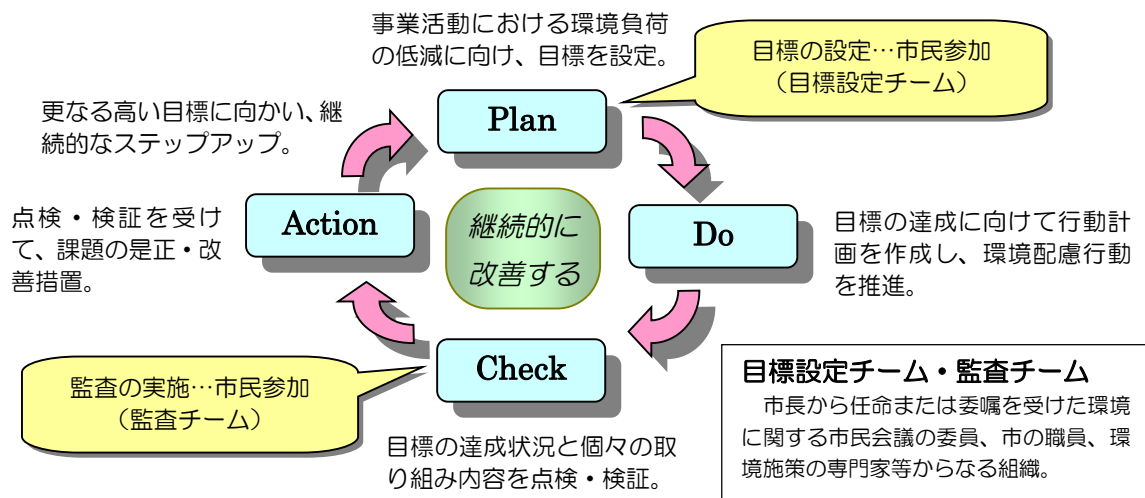 事業活動における環境負荷
の低減に向け、目標を設定。
目標の設定…市民参加
（目標設定チーム）
更なる高い目標に向かい、継
続的なステップアップ。
Plan
点検・検証を受け
て、課題の是正・改
善措置。
Action
継続的に
改善する
Do
目標の達成に向けて行動計
画を作成し、環境配慮行動
を推進。
Check
監査の実施…市民参加
（監査チーム）
目標の達成状況と個々の取
り組み内容を点検・検証。
目標設定チーム・監査チーム
市長から任命または委嘱を受けた環境
に関する市民会議の委員、市の職員、環
境施策の専門家等からなる組織。